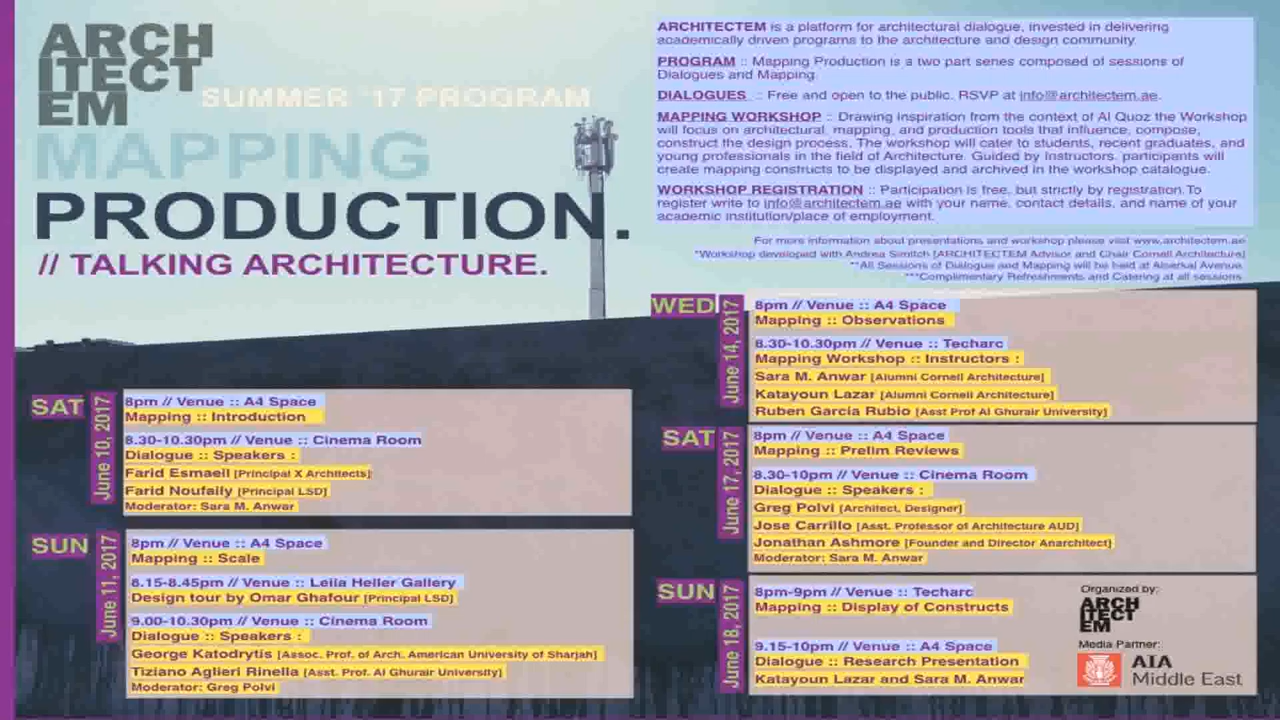 ARCH
ITECT
EM
SUMMER '17 PROGRAM
MAPPING
PRODUCTION.
// TALKING ARCHITECTURE.
ARCHITECTEM is a platform for architectural dialogue, invested in delivering
academically driven programs to the architecture and design community.
PROGRAM :: Mapping Production is a two part series composed of sessions of
Dialogues and Mapping.
DIALOGUES :: Free and open to the public. RSVP at info@architectem.ae.
MAPPING WORKSHOP :: Drawing inspiration from the context of Al Quoz the Workshop
will focus on architectural, mapping, and production tools that influence, compose,
construct the design process. The workshop will cater to students, recent graduates, and
young professionals in the field of Architecture. Guided by Instructors, participants will
create mapping constructs to be displayed and archived in the workshop catalogue.
WORKSHOP REGISTRATION :: Participation is free, but strictly by registration.To
register write to info@architectem.ae with your name, contact details, and name of your
academic institution/place of employment.
For more information about presentations and workshop please visit www.architectem.ae
*Workshop developed with Andrea Simitch [ARCHITECTEM Advisor and Chair Cornell Architecture]
**All Sessions of Dialogue and Mapping will be held at Alserkal Avenue.
***Complimentary Refreshments and Catering at all sessions.
SAT
June 10, 2017
8pm // Venue :: A4 Space
Mapping :: Introduction
8.30-10.30pm // Venue :: Cinema Room
Dialogue :: Speakers :
Farid Esmaeil [Principal X Architects]
Farid Noufaily [Principal LSD]
Moderator: Sara M. Anwar
SUN
June 11, 2017
8pm // Venue :: A4 Space
Mapping :: Scale
8.15-8.45pm // Venue :: Leila Heller Gallery
Design tour by Omar Ghafour [Principal LSD]
9.00-10.30pm // Venue :: Cinema Room
Dialogue :: Speakers :
George Katodrytis [Assoc. Prof. of Arch. American University of Sharjah]
Tiziano Aglieri Rinella [Asst. Prof. Al Ghurair University]
Moderator: Greg Polvi
WED
June 14, 2017
8pm // Venue :: A4 Space
Mapping :: Observations
8.30-10.30pm // Venue :: Techarc
Mapping Workshop :: Instructors :
Sara M. Anwar [Alumni Cornell Architecture]
Katayoun Lazar [Alumni Cornell Architecture]
Ruben Garcia Rubio [Asst Prof Al Ghurair University]
SAT
June 17, 2017
8pm // Venue :: A4 Space
Mapping :: Prelim Reviews
8.30-10pm // Venue :: Cinema Room
Dialogue :: Speakers :
Greg Polvi [Architect, Designer]
Jose Carrillo [Asst. Professor of Architecture AUD]
Jonathan Ashmore [Founder and Director Anarchitect]
Moderator: Sara M. Anwar
SUN
June 18, 2017
8pm-9pm // Venue :: Techarc
Mapping :: Display of Constructs
9.15-10pm // Venue :: A4 Space
Dialogue :: Research Presentation
Katayoun Lazar and Sara M. Anwar
Organized by:
ARCH
ITECT
EM
Media Partner:
AIA
Middle East